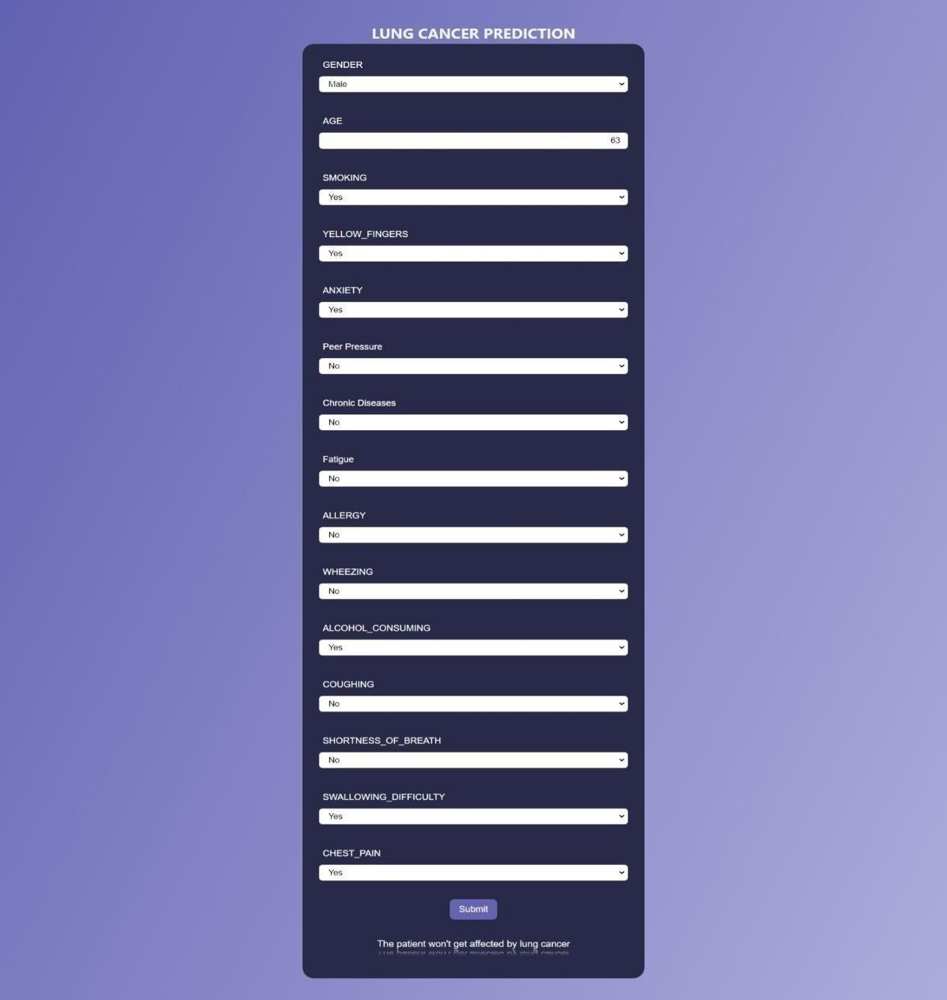 LUNG CANCER PREDICTION
GENDER
Male
AGE
63
SMOKING
Yes
YELLOW_FINGERS
Yes
ANXIETY
Yes
Peer Pressure
No
Chronic Diseases
No
Fatigue
No
ALLERGY
No
WHEEZING
No
ALCOHOL_CONSUMING
Yes
COUGHING
No
SHORTNESS_OF_BREATH
No
SWALLOWING_DIFFICULTY
Yes
CHEST_PAIN
Yes
Submit
The patient won't get affected by lung cancer